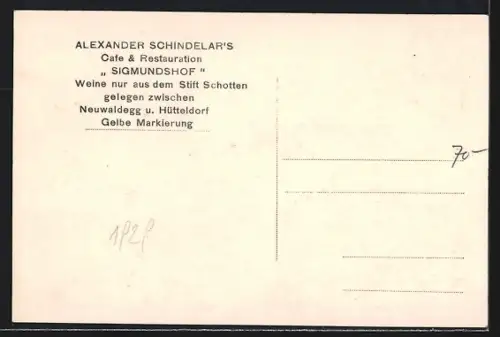 ALEXANDER SCHINDELAR'S
Cafe & Restauration
„ SIGMUNDSHOF "
Weine nur aus dem Stift Schotten
gelegen zwischen
Neuwaldegg u. Hütteldorf
Gelbe Markierung
70-
1929